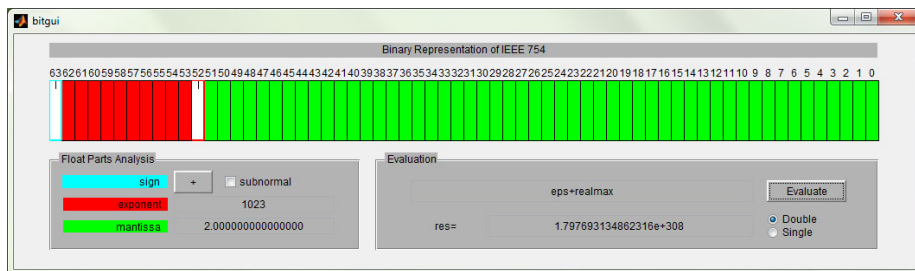 bitgui
Binary Representation of IEEE 754
63 62 61 60 59 58 57 56 55 54 53 52 51 50 49 48 47 46 45 44 43 42 41 40 39 38 37 36 35 34 33 32 31 30 29 28 27 26 25 24 23 22 21 20 19 18 17 16 15 14 13 12 11 10 9 8 7 6 5 4 3 2 1 0
Float Parts Analysis
sign + subnormal
exponent 1023
mantissa 2.000000000000000
Evaluation
eps+realmax Evaluate
res= 1.797693134862316e+308
Double
Single